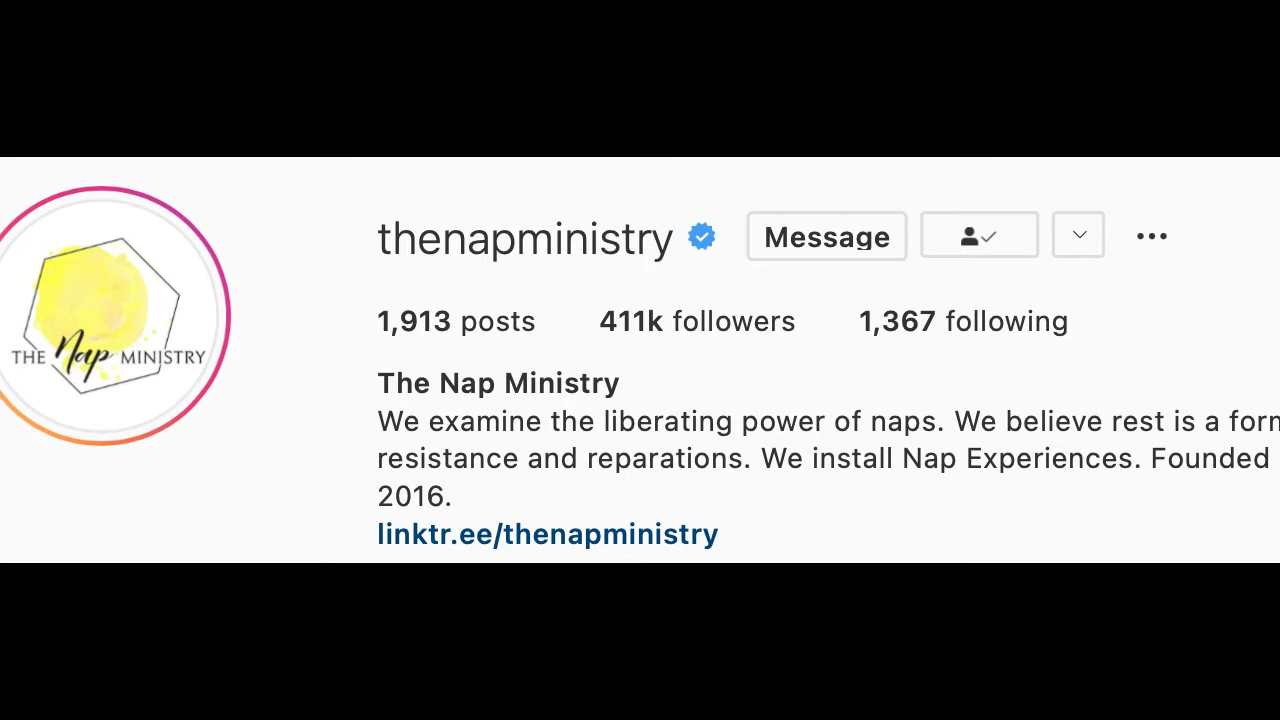 THE Nap MINISTRY
thenapministry Message
1,913 posts 411k followers 1,367 following
The Nap Ministry
We examine the liberating power of naps. We believe rest is a
resistance and reparations. We install Nap Experiences. Founded
2016.
linktr.ee/thenapministry